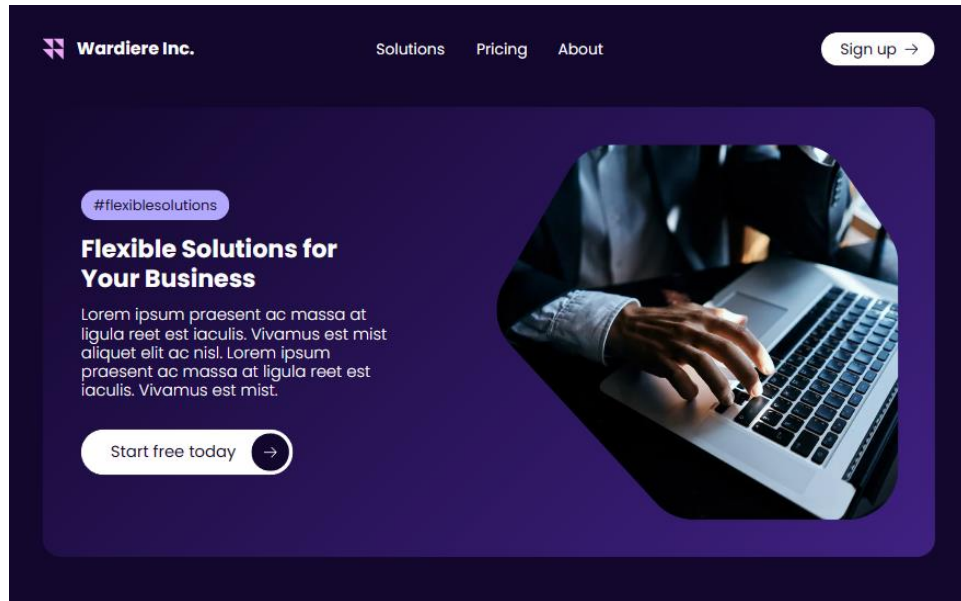 Wardiere Inc.
Solutions
Pricing
About
Sign up →
#flexiblesolutions
Flexible Solutions for
Your Business
Lorem ipsum praesent ac massa at
ligula reet est iaculis. Vivamus est mist
aliquet elit ac nisl. Lorem ipsum
praesent ac massa at ligula reet est
iaculis. Vivamus est mist.
Start free today →